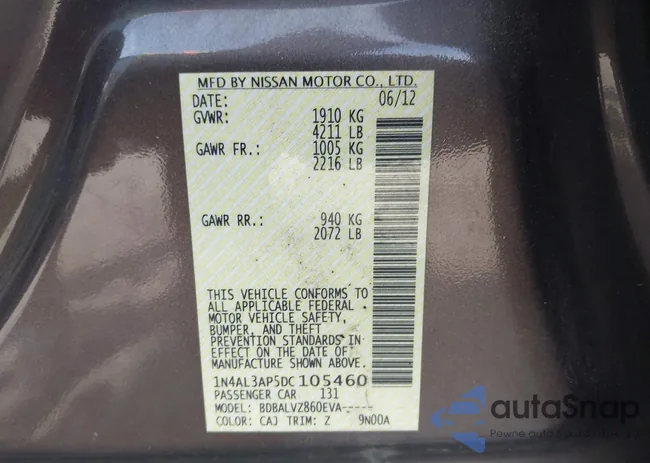 MFD BY NISSAN MOTOR CO., LTD.
DATE: 06/12
GVWR: 1910 KG
4211 LB
GAWR FR.: 1005 KG
2216 LB
GAWR RR.: 940 KG
2072 LB
THIS VEHICLE CONFORMS TO
ALL APPLICABLE FEDERAL
MOTOR VEHICLE SAFETY,
BUMPER, AND THEFT
PREVENTION STANDARDS IN
EFFECT ON THE DATE OF
MANUFACTURE SHOWN ABOVE.
1N4AL3AP5DC105460
PASSENGER CAR 131
MODEL: BDBALVZ860EVA-----
COLOR: CAJ TRIM: Z 9N00A
autoSnap
Pewne auto